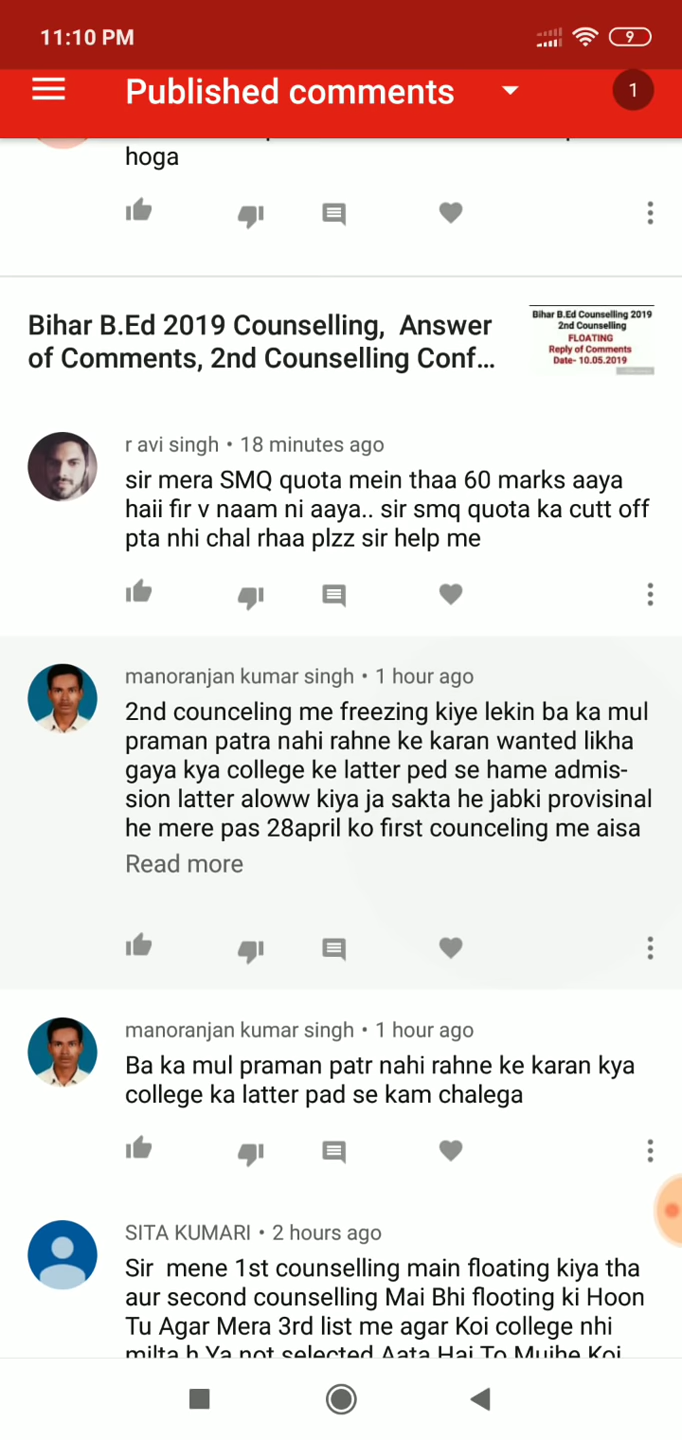 11:10 PM
9
Published comments
1
hoga
Bihar B.Ed 2019 Counselling, Answer
of Comments, 2nd Counselling Conf...
Bihar B.Ed Counselling 2019
2nd Counselling
FLOATING
Reply of Comments
Date- 10.05.2019
r avi singh • 18 minutes ago
sir mera SMQ quota mein thaa 60 marks aaya
haii fir v naam ni aaya.. sir smq quota ka cutt off
pta nhi chal rhaa plzz sir help me
manoranjan kumar singh • 1 hour ago
2nd counceling me freezing kiye lekin ba ka mul
praman patra nahi rahne ke karan wanted likha
gaya kya college ke latter ped se hame admis-
sion latter aloww kiya ja sakta he jabki provisinal
he mere pas 28april ko first counceling me aisa
Read more
manoranjan kumar singh • 1 hour ago
Ba ka mul praman patr nahi rahne ke karan kya
college ka latter pad se kam chalega
SITA KUMARI • 2 hours ago
Sir mene 1st counselling main floating kiya tha
aur second counselling Mai Bhi flooting ki Hoon
Tu Agar Mera 3rd list me agar Koi college nhi
milta h Ya not selected Aata Hai To Mujhe Koi